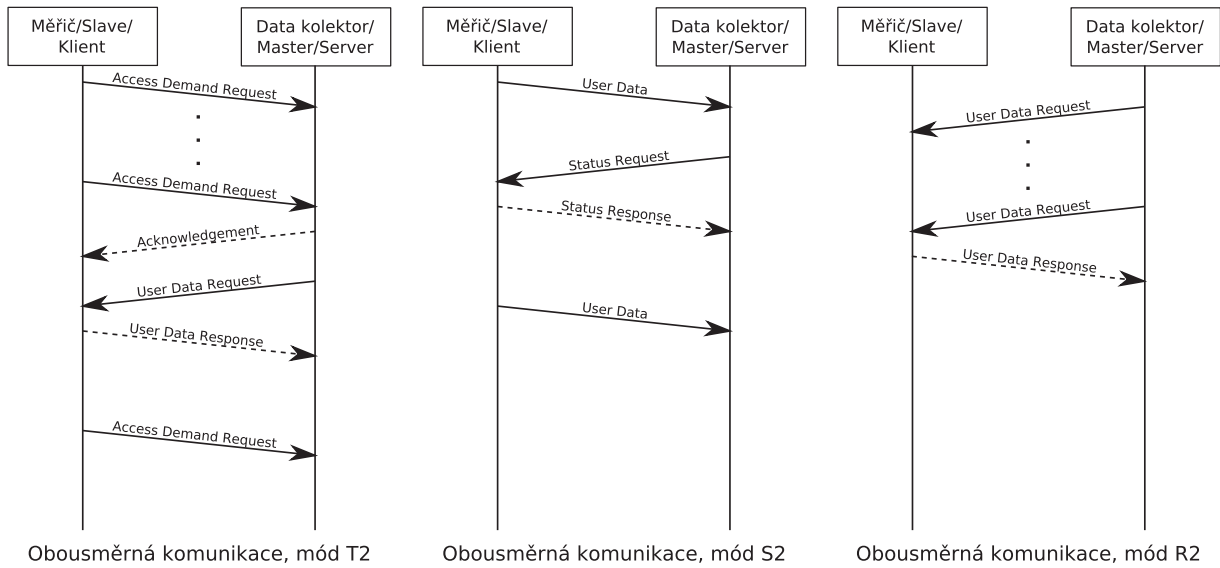 Měřič/Slave/
Klient
Data kolektor/
Master/Server
Access Demand Request
Access Demand Request
Acknowledgement
User Data Request
User Data Response
Access Demand Request
Obousměrná komunikace, mód T2
Měřič/Slave/
Klient
Data kolektor/
Master/Server
User Data
Status Request
Status Response
User Data
Obousměrná komunikace, mód S2
Měřič/Slave/
Klient
Data kolektor/
Master/Server
User Data Request
User Data Request
User Data Response
Obousměrná komunikace, mód R2